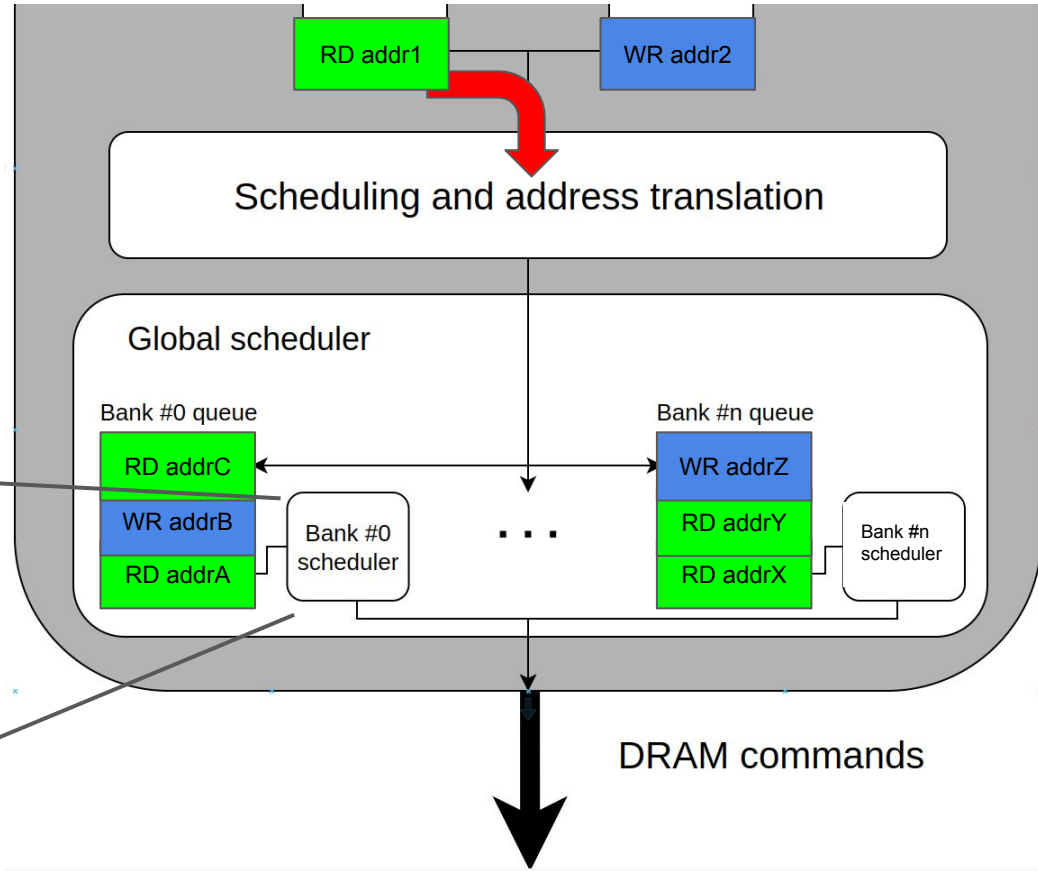 RD addr1
WR addr2
Scheduling and address translation
Global scheduler
Bank #0 queue
Bank #n queue
RD addrC
WR addrB
RD addrA
Bank #0
scheduler
. . .
WR addrZ
RD addrY
RD addrX
Bank #n
scheduler
DRAM commands